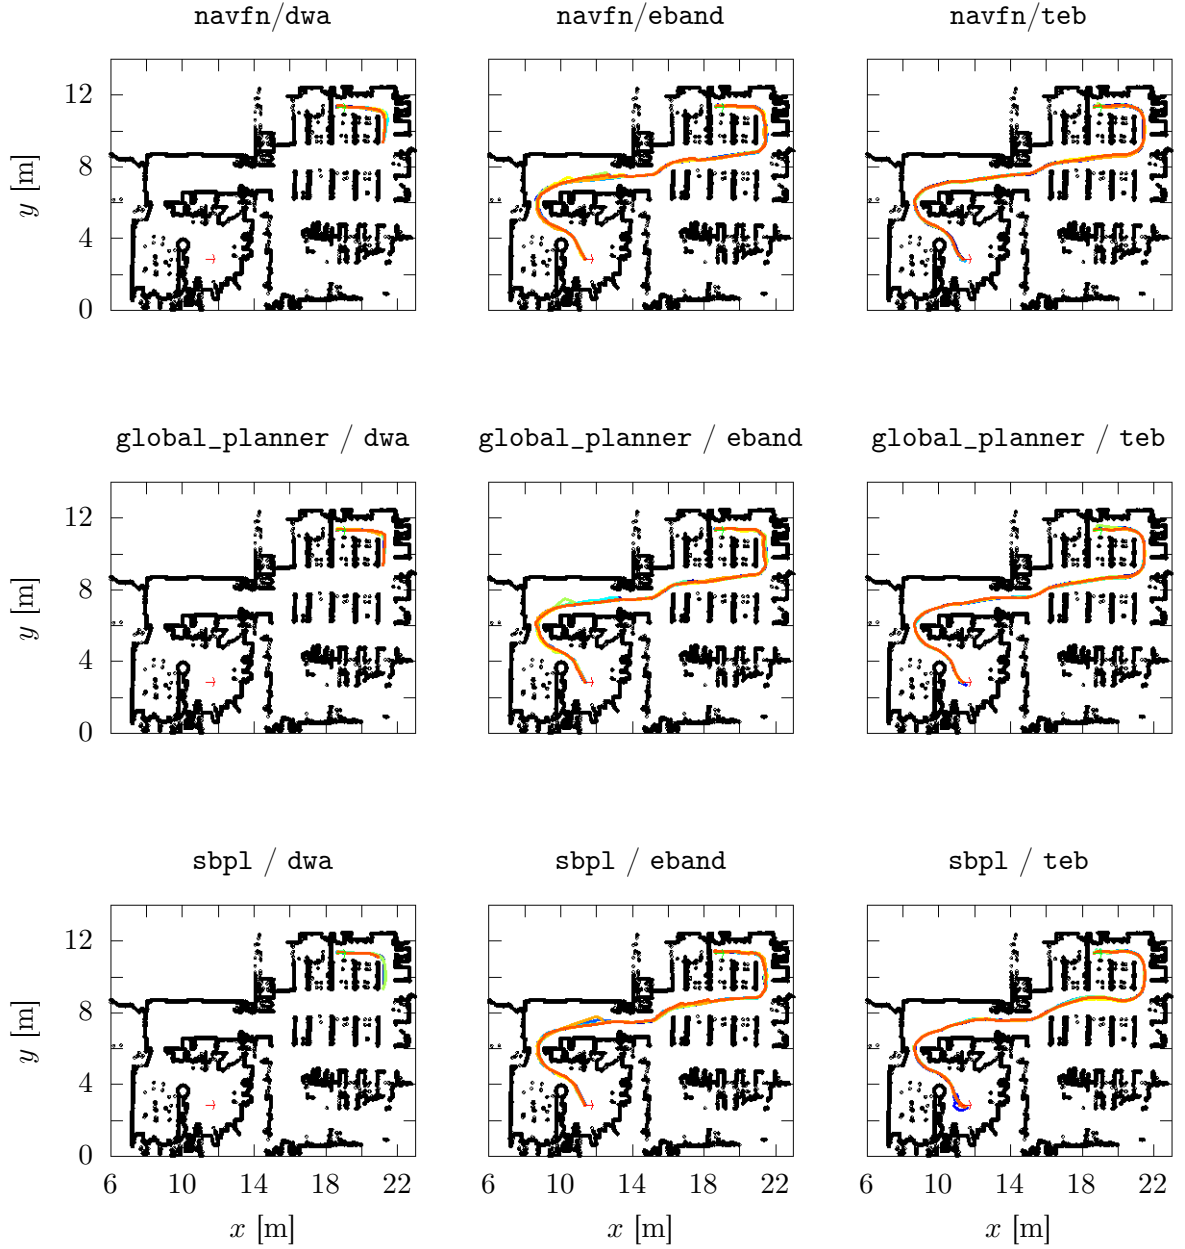 navfn/dwa navfn/eband navfn/teb
12
8
4
0
y [m]
global_planner / dwa global_planner / eband global_planner / teb
12
8
4
0
y [m]
sbpl / dwa sbpl / eband sbpl / teb
12
8
4
0
y [m]
6 10 14 18 22 6 10 14 18 22 6 10 14 18 22
x [m] x [m] x [m]